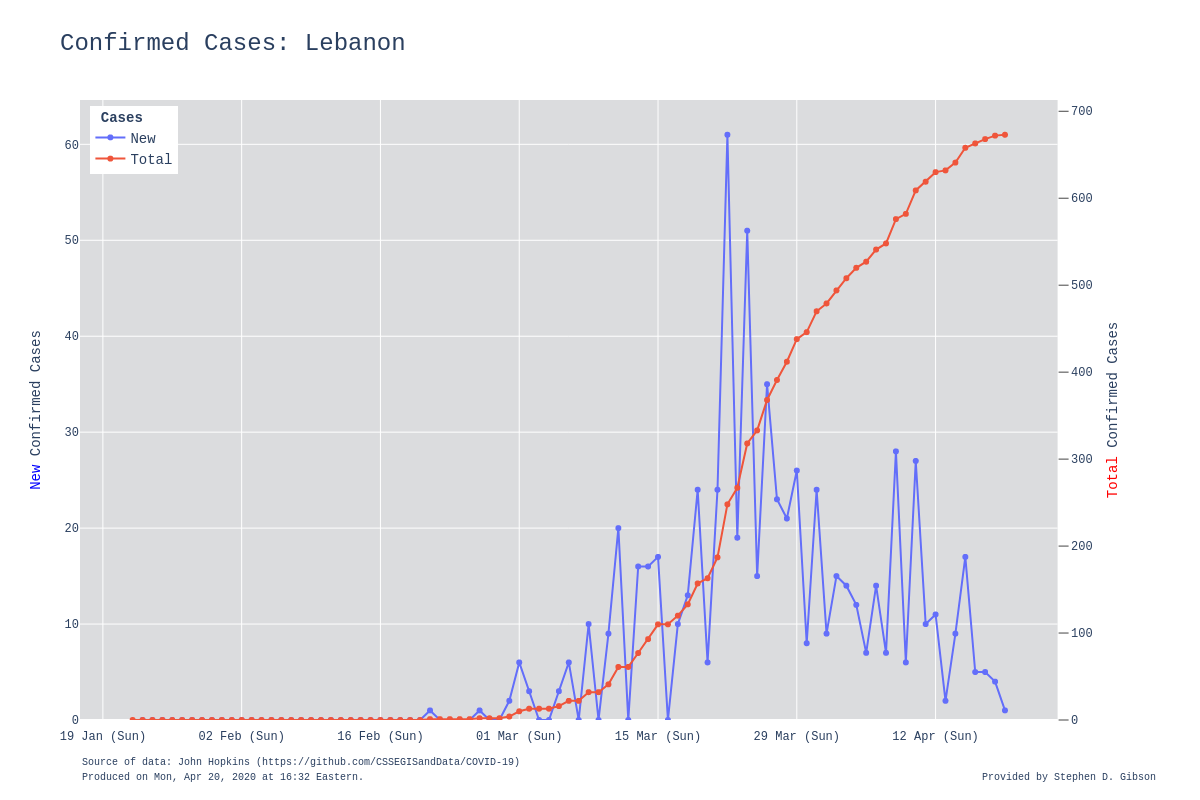 Confirmed Cases: Lebanon
Cases
New
Total
60
50
40
30
20
10
0
700
600
500
400
300
200
100
0
New Confirmed Cases
Total Confirmed Cases
19 Jan (Sun)
02 Feb (Sun)
16 Feb (Sun)
01 Mar (Sun)
15 Mar (Sun)
29 Mar (Sun)
12 Apr (Sun)
Source of data: John Hopkins (https://github.com/CSSEGISandData/COVID-19)
Produced on Mon, Apr 20, 2020 at 16:32 Eastern.
Provided by Stephen D. Gibson